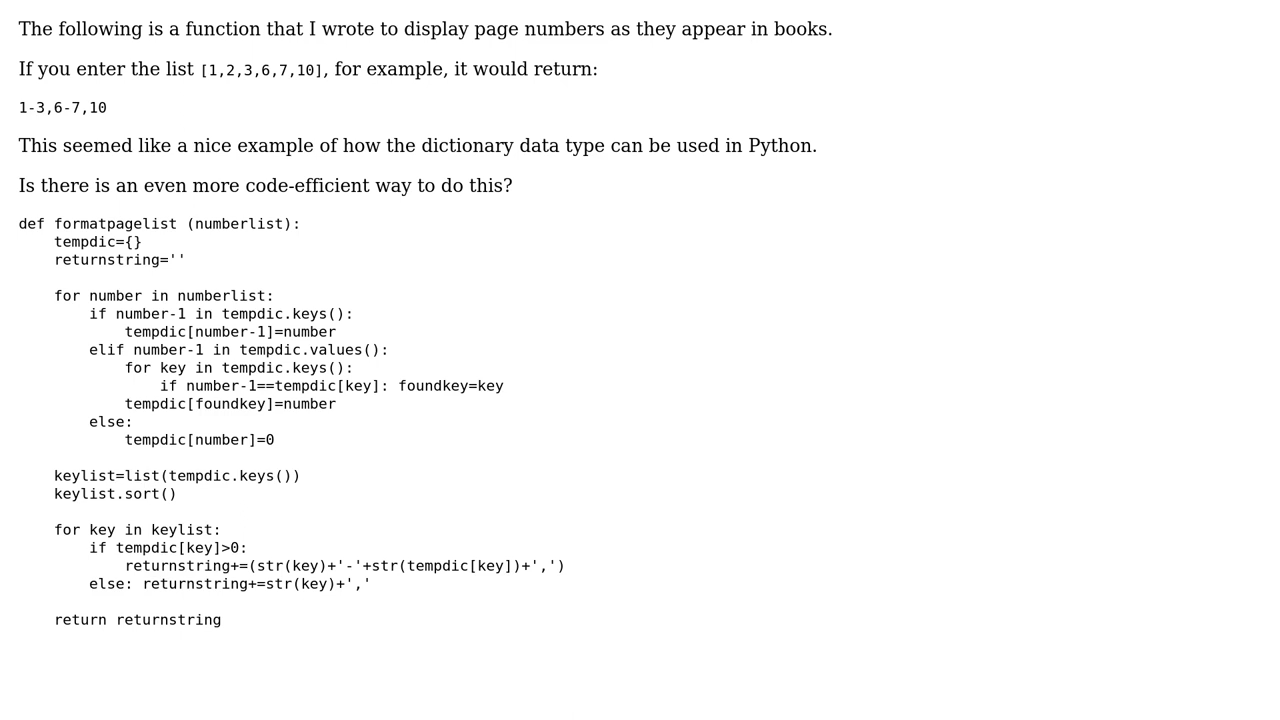 The following is a function that I wrote to display page numbers as they appear in books.
If you enter the list [1,2,3,6,7,10], for example, it would return:
1-3,6-7,10
This seemed like a nice example of how the dictionary data type can be used in Python.
Is there is an even more code-efficient way to do this?
def formatpagelist (numberlist):
    tempdic={}
    returnstring=''

    for number in numberlist:
        if number-1 in tempdic.keys():
            tempdic[number-1]=number
        elif number-1 in tempdic.values():
            for key in tempdic.keys():
                if number-1==tempdic[key]: foundkey=key
            tempdic[foundkey]=number
        else:
            tempdic[number]=0

    keylist=list(tempdic.keys())
    keylist.sort()

    for key in keylist:
        if tempdic[key]>0:
            returnstring+=(str(key)+'-'+str(tempdic[key])+',')
        else: returnstring+=str(key)+','

    return returnstring